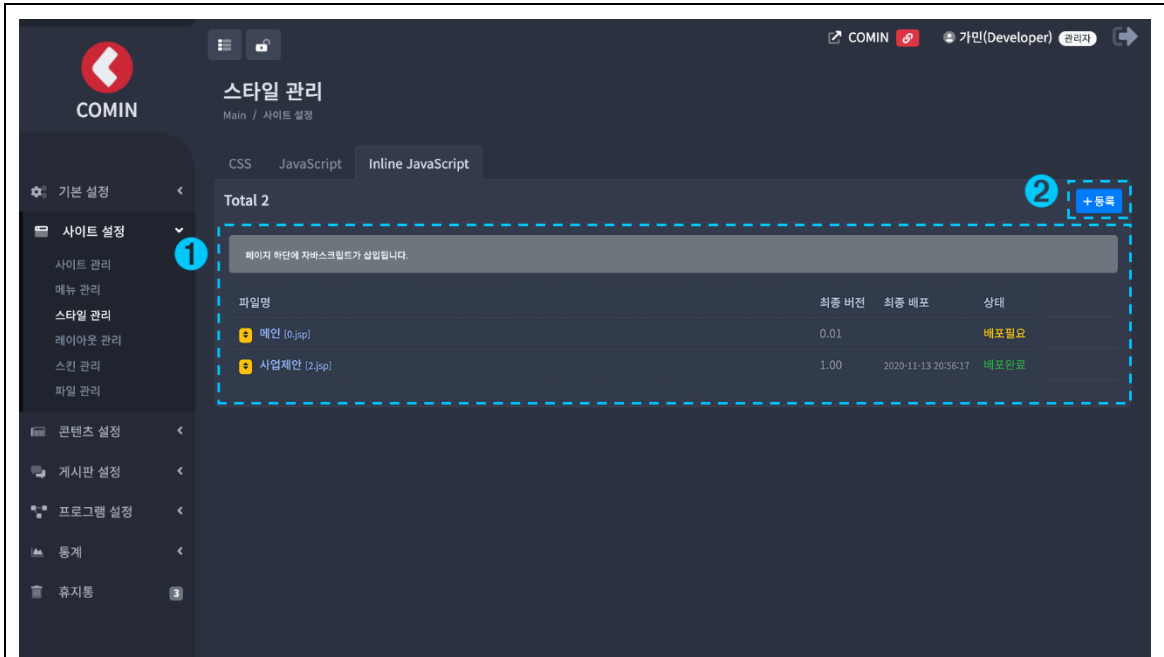 COMIN 가민(Developer) 관리자
COMIN
스타일 관리
Main / 사이트 설정
CSS JavaScript Inline JavaScript
기본 설정
사이트 설정
사이트 관리
메뉴 관리
스타일 관리
레이아웃 관리
스킨 관리
파일 관리
콘텐츠 설정
게시판 설정
프로그램 설정
통계
휴지통 3
Total 2
2
+ 등록
1
페이지 하단에 자바스크립트가 삽입됩니다.
파일명 최종 버전 최종 배포 상태
메인 [0.jsp] 0.01 배포필요
사업제안 [2.jsp] 1.00 2020-11-13 20:56:17 배포완료